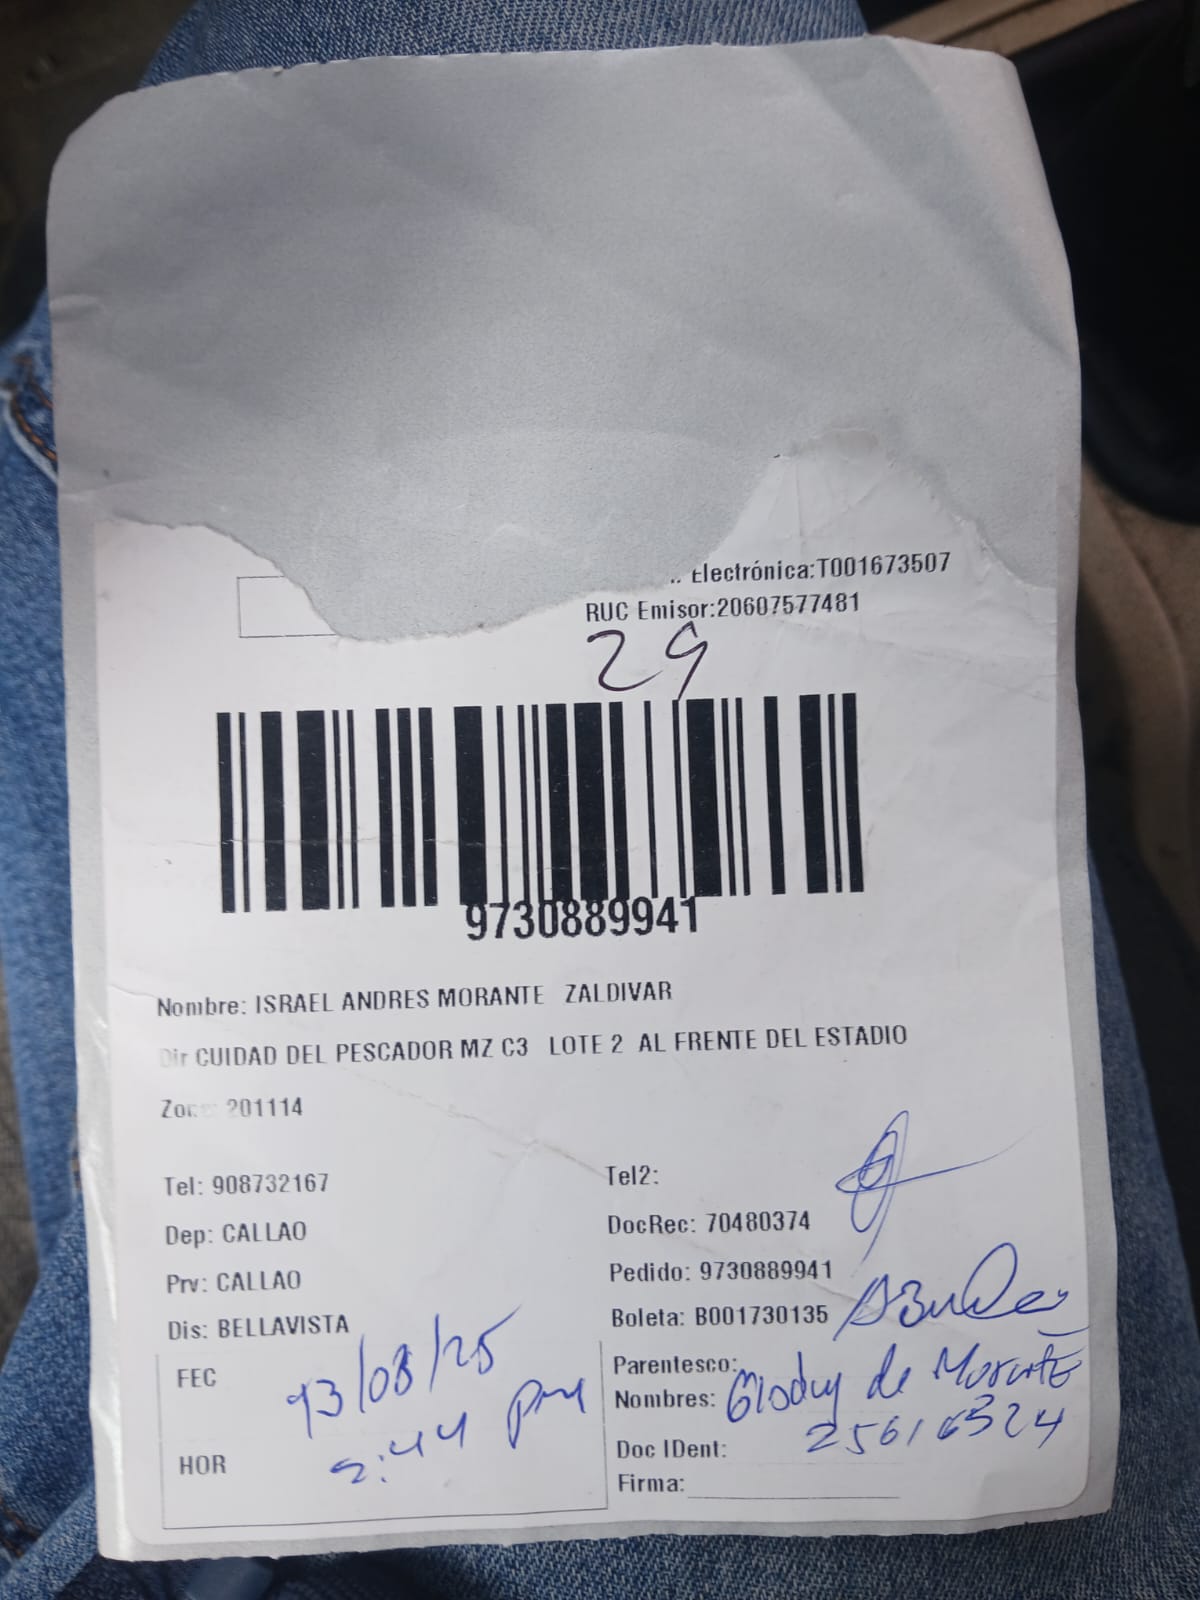 Electrónica:T001673507
RUC Emisor:20607577481
29
9730889941
Nombre: ISRAEL ANDRES MORANTE ZALDIVAR
Dir CUIDAD DEL PESCADOR MZ C3 LOTE 2 AL FRENTE DEL ESTADIO
201114
Tel: 908732167
Tel2:
Dep: CALLAO
DocRec: 70480374
Prv: CALLAO
Pedido: 9730889941
Dis: BELLAVISTA
Boleta: B001730135
FEC 13/03/25
Parentesco:
Nombres: de Morante
HOR 2:44 pm
Doc IDent: 25616324
Firma: